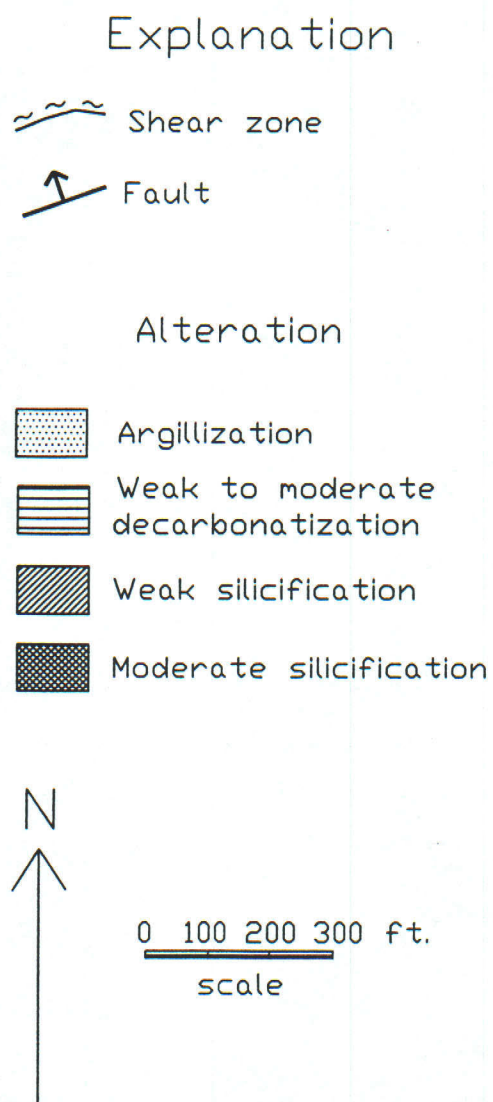 Explanation
Shear zone
Fault
Alteration
Argillization
Weak to moderate
decarbonatization
Weak silicification
Moderate silicification
N
0 100 200 300 ft.
scale